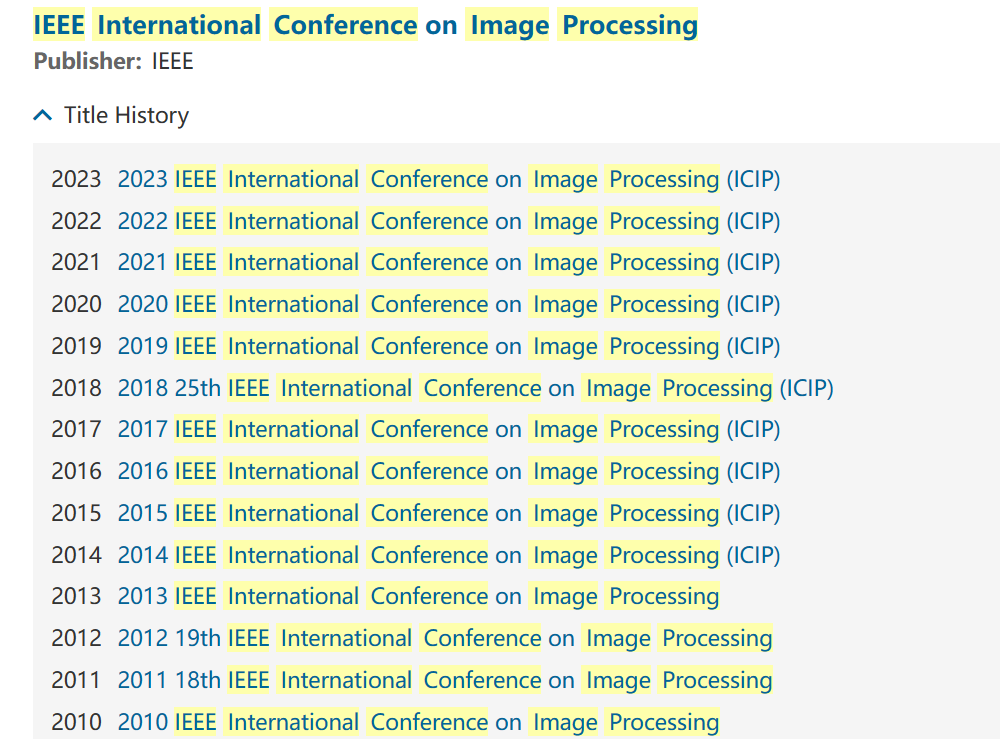 IEEE International Conference on Image Processing
Publisher: IEEE
Title History
2023 2023 IEEE International Conference on Image Processing (ICIP)
2022 2022 IEEE International Conference on Image Processing (ICIP)
2021 2021 IEEE International Conference on Image Processing (ICIP)
2020 2020 IEEE International Conference on Image Processing (ICIP)
2019 2019 IEEE International Conference on Image Processing (ICIP)
2018 2018 25th IEEE International Conference on Image Processing (ICIP)
2017 2017 IEEE International Conference on Image Processing (ICIP)
2016 2016 IEEE International Conference on Image Processing (ICIP)
2015 2015 IEEE International Conference on Image Processing (ICIP)
2014 2014 IEEE International Conference on Image Processing (ICIP)
2013 2013 IEEE International Conference on Image Processing
2012 2012 19th IEEE International Conference on Image Processing
2011 2011 18th IEEE International Conference on Image Processing
2010 2010 IEEE International Conference on Image Processing